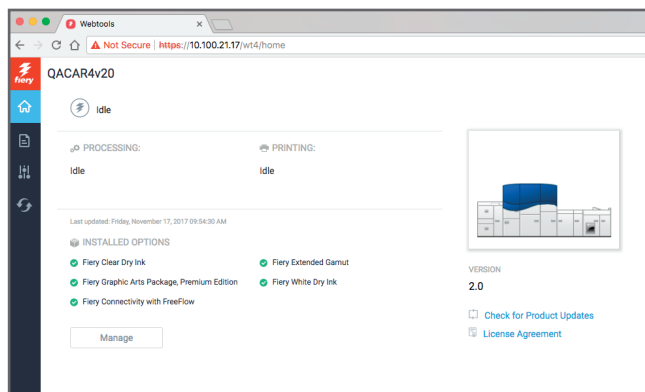 Webtools
Not Secure | https://10.100.21.17/wt4/home
fiery
QACAR4v20
Idle
PROCESSING:
PRINTING:
Idle
Idle
Last updated: Friday, November 17, 2017 09:54:30 AM
INSTALLED OPTIONS
Fiery Clear Dry Ink
Fiery Extended Gamut
Fiery Graphic Arts Package, Premium Edition
Fiery White Dry Ink
Fiery Connectivity with FreeFlow
Manage
VERSION
2.0
Check for Product Updates
License Agreement